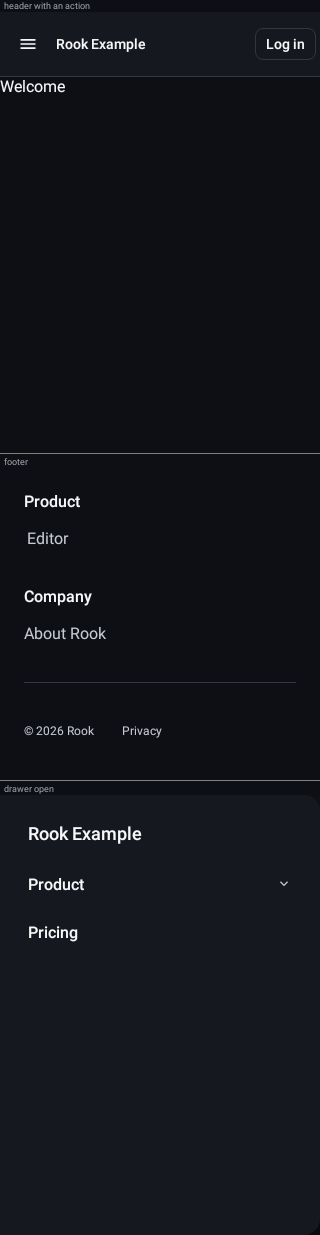 header with an action
Rook Example
Log in
Welcome
footer
Product
Editor
Company
About Rook
© 2026 Rook
Privacy
drawer open
Rook Example
Product
Pricing